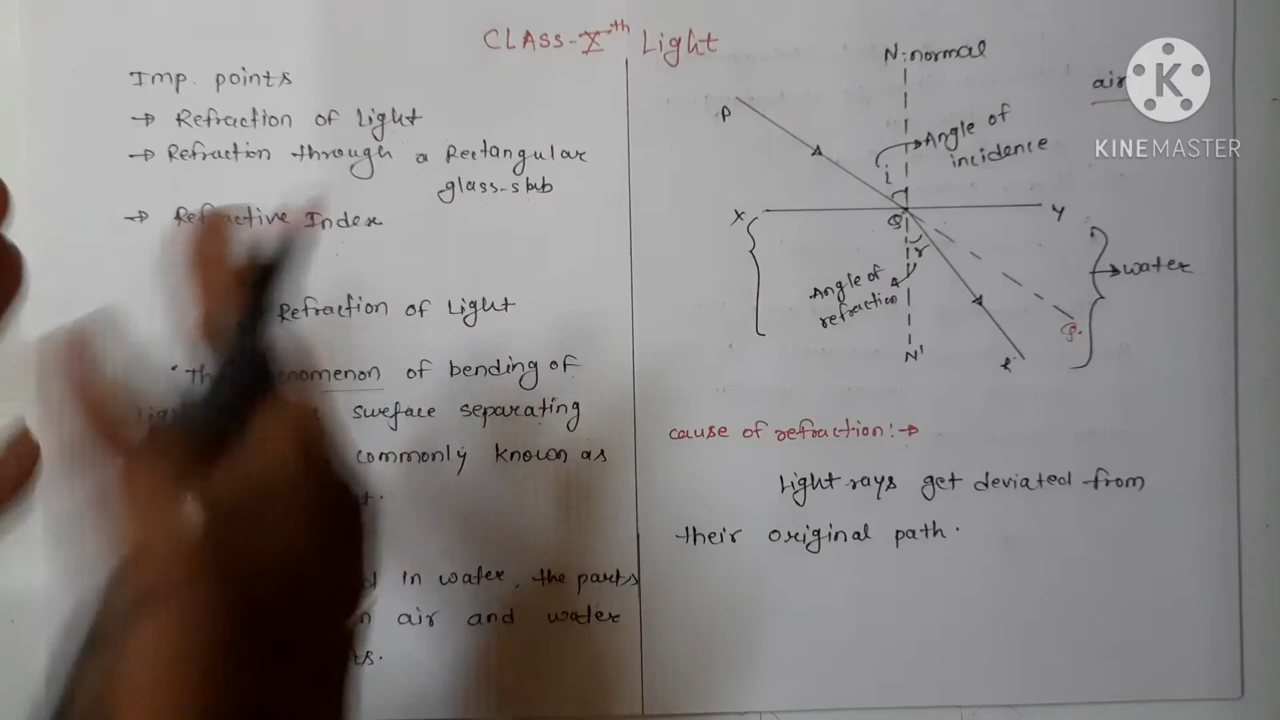 CLASS-Xth Light
Imp. points
→ Refraction of Light
→ Refraction through a Rectangular
glass-slab
→ Refractive Index
Refraction of Light
of bending of
sweface separating
commonly known as
in water, the parts
air and water
N:normal
air
P
Angle of
incidence
i
X
Y
Q
r
Angle of
refraction
→water
N'
cause of refraction:→
Light rays get deviated from
their original path.
K
KINEMASTER